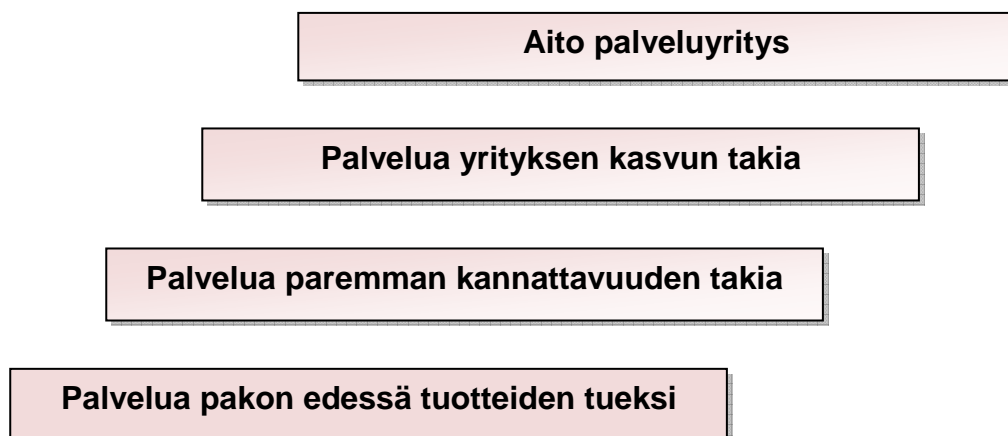 Aito palveluyritys
Palvelua yrityksen kasvun takia
Palvelua paremman kannattavuuden takia
Palvelua pakon edessä tuotteiden tueksi